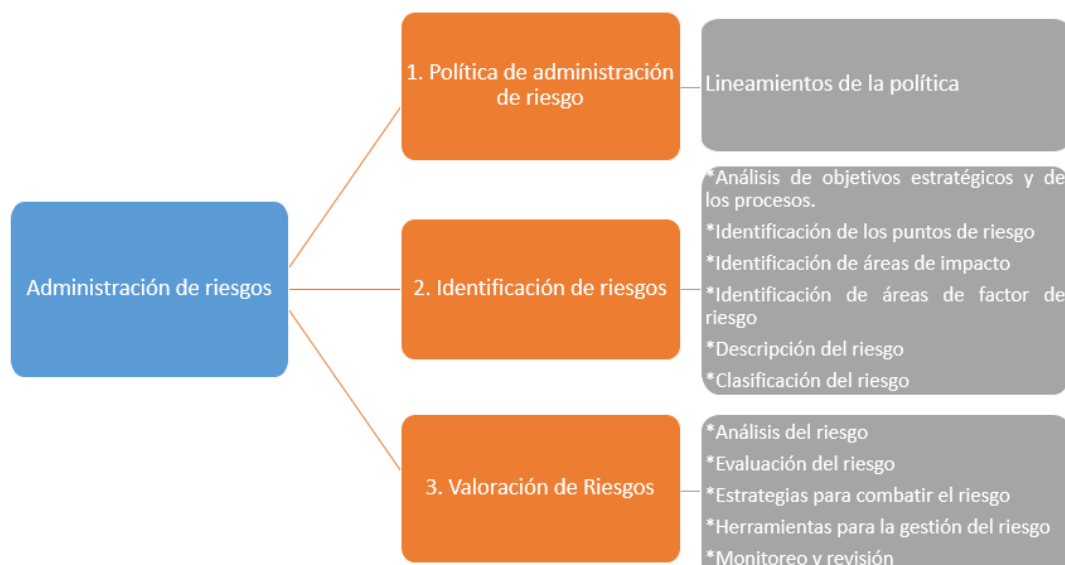 1. Política de administración
de riesgo
Lineamientos de la política
Administración de riesgos
2. Identificación de riesgos
*Análisis de objetivos estratégicos y de
los procesos.
*Identificación de los puntos de riesgo
*Identificación de áreas de impacto
*Identificación de áreas de factor de
riesgo
*Descripción del riesgo
*Clasificación del riesgo
3. Valoración de Riesgos
*Análisis del riesgo
*Evaluación del riesgo
*Estrategias para combatir el riesgo
*Herramientas para la gestión del riesgo
*Monitoreo y revisión